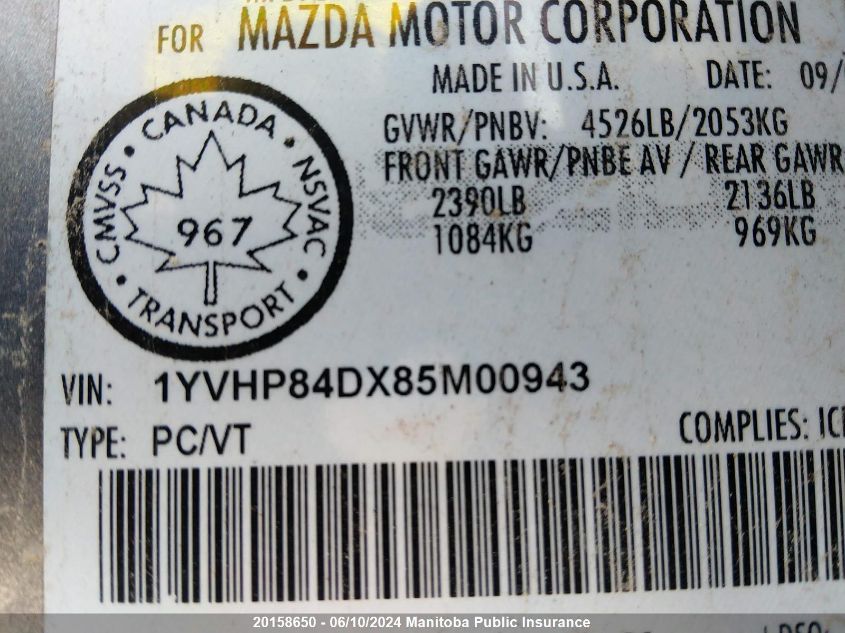 FOR MAZDA MOTOR CORPORATION
MADE IN U.S.A. DATE: 09/
GVWR/PNBV: 4526LB/2053KG
FRONT GAWR/PNBE AV / REAR GAWR
2390LB 2136LB
1084KG 969KG
CANADA
CMVSS • NSVAC
967
TRANSPORT
VIN: 1YVHP84DX85M00943
TYPE: PC/VT COMPLIES: ICE
20158650 - 06/10/2024 Manitoba Public Insurance